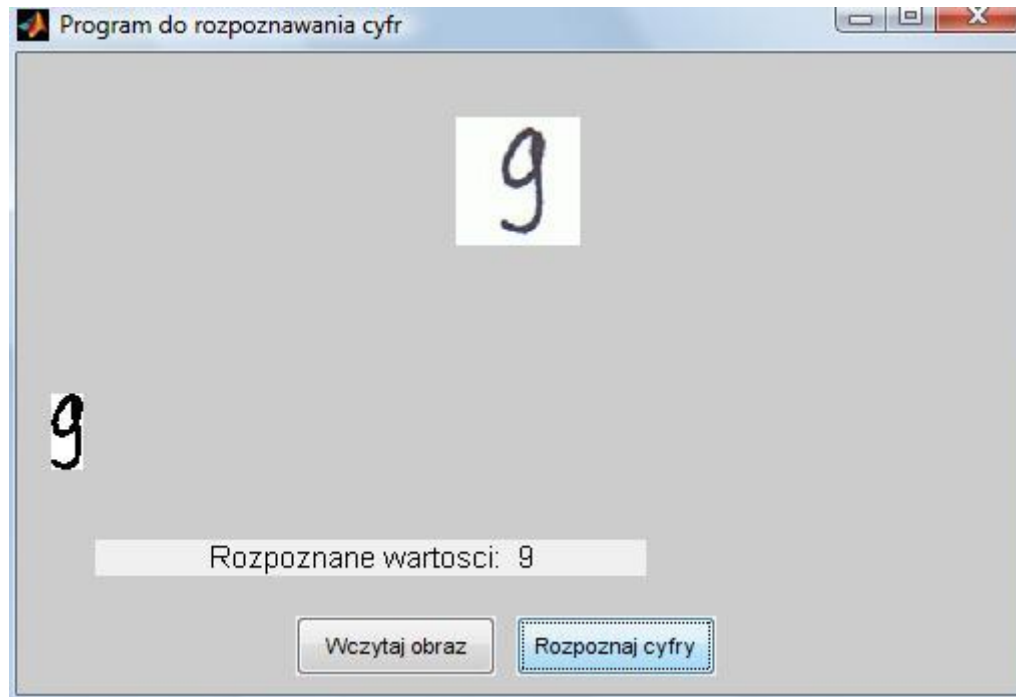 Program do rozpoznawania cyfr
9
9
Rozpoznane wartosci: 9
Wczytaj obraz
Rozpoznaj cyfry